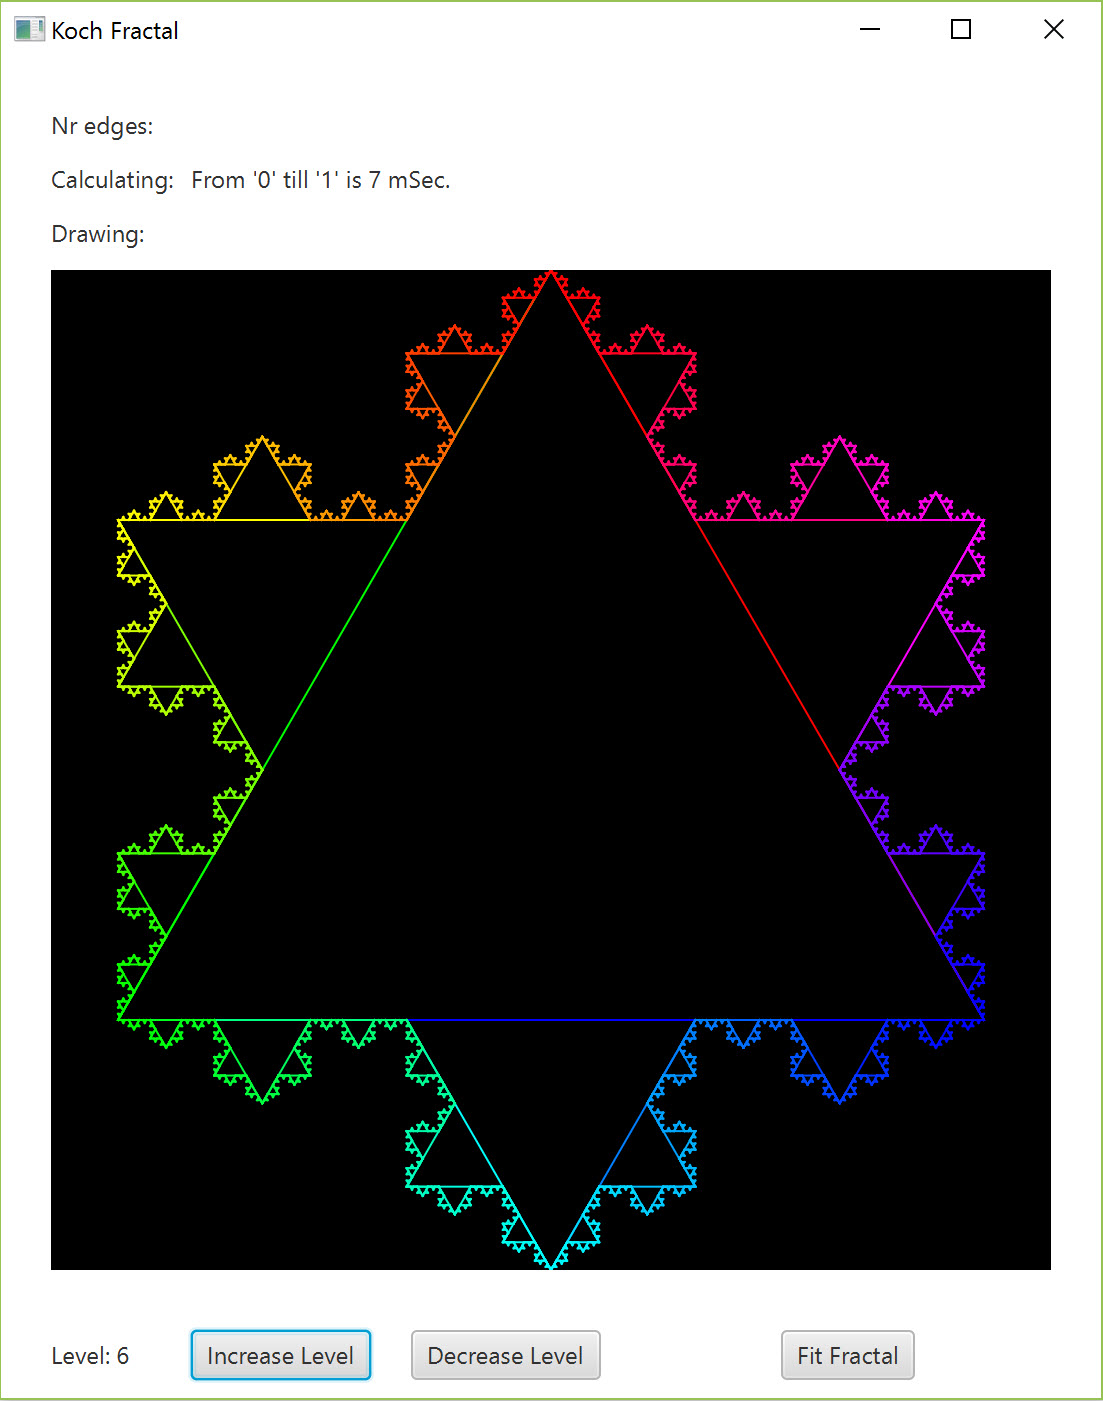 Koch Fractal
Nr edges:
Calculating: From '0' till '1' is 7 mSec.
Drawing:
Level: 6 Increase Level Decrease Level Fit Fractal